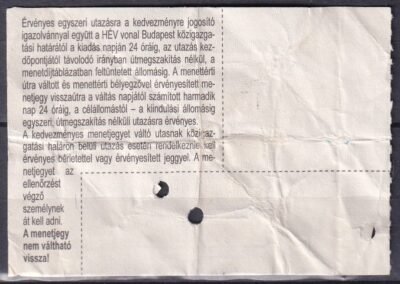 Érvényes egyszeri utazásra a kedvezményre jogosító
igazolvánnyal együtt a HÉV vonal Budapest közigazga-
tási határától a kiadás napján 24 óráig, az utazás kez-
dőpontjától távolodó irányban útmegszakítás nélkül, a
menetdíjtáblázatban feltüntetett állomásig. A menettérti
útra váltott és menettérti bélyegzővel érvényesített me-
netjegy visszaútra a váltás napjától számított harmadik
nap 24 óráig, a célállomástól – a kiindulási állomásig
egyszeri, útmegszakítás nélküli utazásra érvényes.
A kedvezményes menetjegyet váltó utasnak közigaz-
gatási határon belüli utazás esetén rendelkeznie kell
érvényes bérlettel vagy érvényesített jeggyel. A me-
netjegyet az
ellenőrzést
végző
személynek
át kell adni.
A menetjegy
nem váltható
vissza!